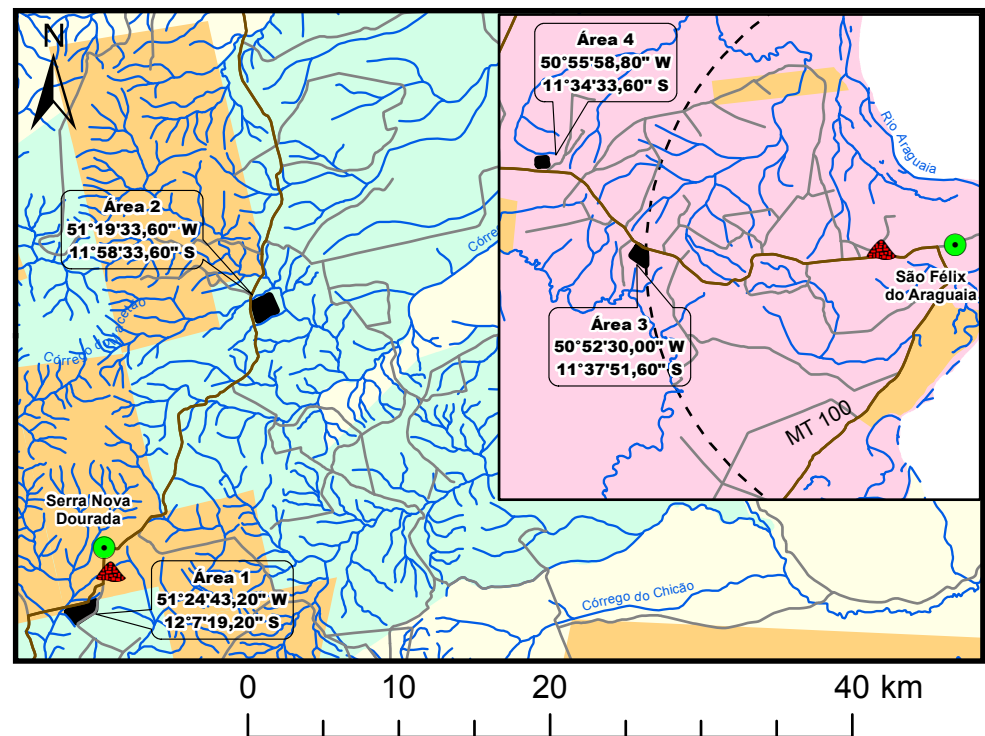 N
Área 4
50°55'58,80" W
11°34'33,60" S
Rio Araguaia
Área 2
51°19'33,60" W
11°58'33,60" S
Córre
São Félix
do Araguaia
Córrego
Área 3
50°52'30,00" W
11°37'51,60" S
MT 100
Serra Nova
Dourada
Área 1
51°24'43,20" W
12°7'19,20" S
Córrego do Chicão
0 10 20 40 km